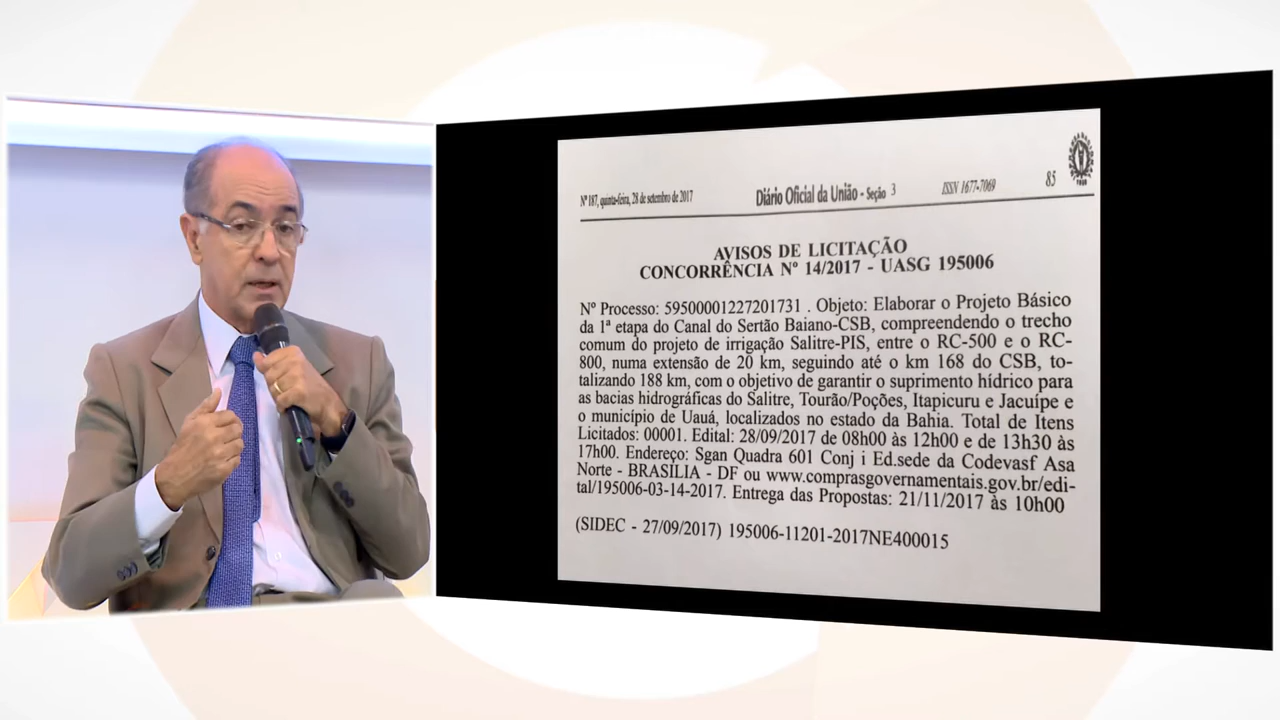 Nº 187, quinta-feira, 28 de setembro de 2017 Diário Oficial da União - Seção 3 ISSN 1677-7069 85
AVISOS DE LICITAÇÃO
CONCORRÊNCIA Nº 14/2017 - UASG 195006
Nº Processo: 59500001227201731 . Objeto: Elaborar o Projeto Básico
da 1ª etapa do Canal do Sertão Baiano-CSB, compreendendo o trecho
comum do projeto de irrigação Salitre-PIS, entre o RC-500 e o RC-
800, numa extensão de 20 km, seguindo até o km 168 do CSB, to-
talizando 188 km, com o objetivo de garantir o suprimento hídrico para
as bacias hidrográficas do Salitre, Tourão/Poções, Itapicuru e Jacuípe e
o município de Uauá, localizados no estado da Bahia. Total de Itens
Licitados: 00001. Edital: 28/09/2017 de 08h00 às 12h00 e de 13h30 às
17h00. Endereço: Sgan Quadra 601 Conj i Ed.sede da Codevasf Asa
Norte - BRASÍLIA - DF ou www.comprasgovernamentais.gov.br/edi-
tal/195006-03-14-2017. Entrega das Propostas: 21/11/2017 às 10h00
(SIDEC - 27/09/2017) 195006-11201-2017NE400015